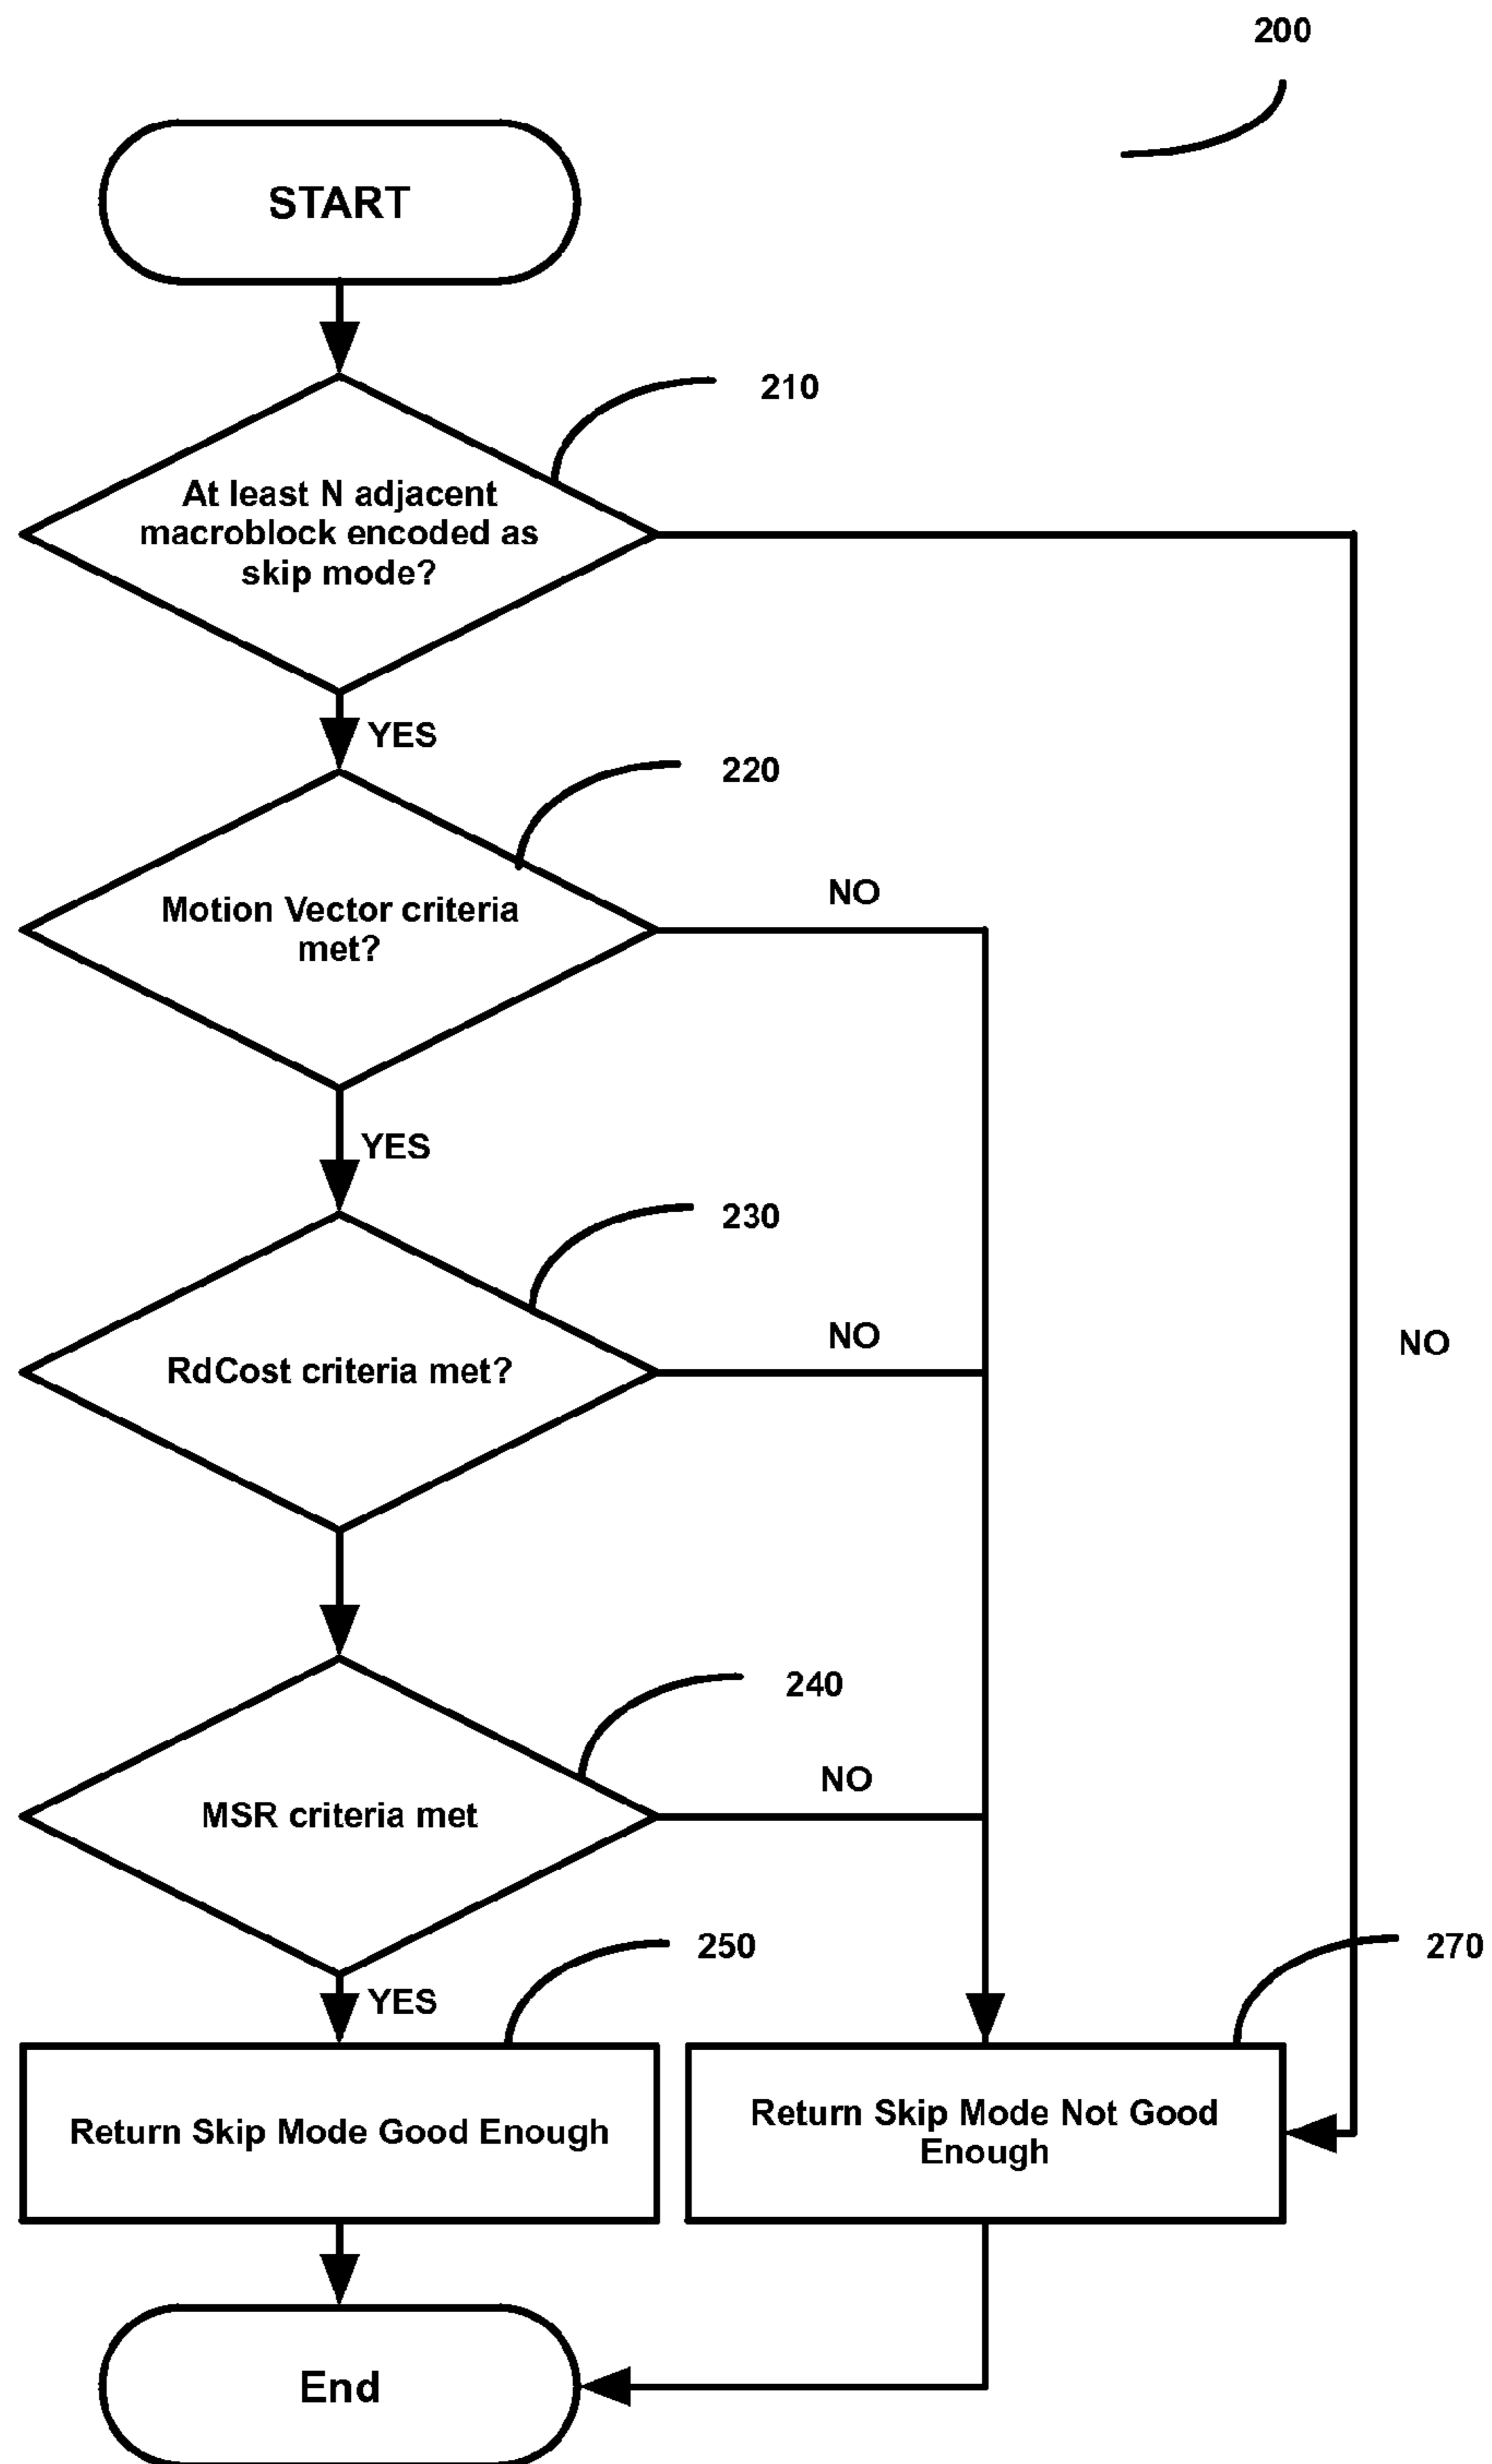 200
START
210
At least N adjacent
macroblock encoded as
skip mode?
YES
220
Motion Vector criteria
met?
NO
YES
230
RdCost criteria met?
NO
NO
240
MSR criteria met
NO
YES
250
270
Return Skip Mode Good Enough
Return Skip Mode Not Good
Enough
End